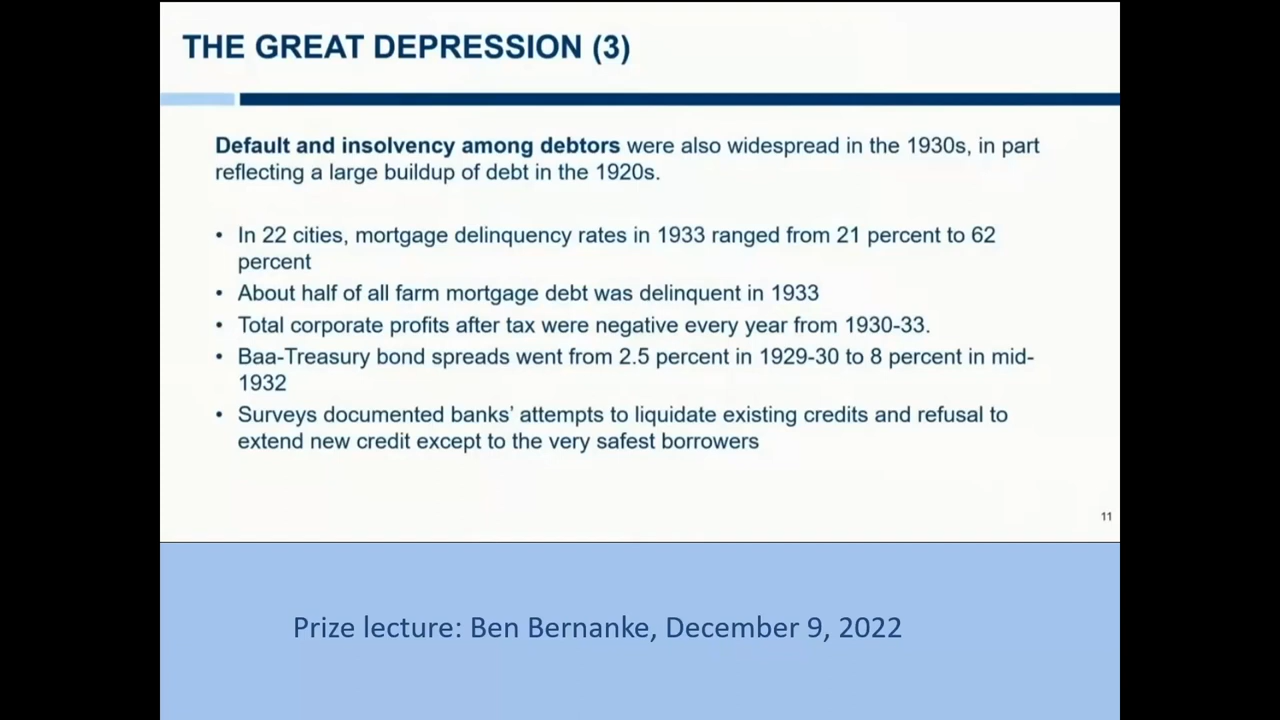 THE GREAT DEPRESSION (3)
Default and insolvency among debtors were also widespread in the 1930s, in part
reflecting a large buildup of debt in the 1920s.
• In 22 cities, mortgage delinquency rates in 1933 ranged from 21 percent to 62
percent
• About half of all farm mortgage debt was delinquent in 1933
• Total corporate profits after tax were negative every year from 1930-33.
• Baa-Treasury bond spreads went from 2.5 percent in 1929-30 to 8 percent in mid-
1932
• Surveys documented banks’ attempts to liquidate existing credits and refusal to
extend new credit except to the very safest borrowers
11
Prize lecture: Ben Bernanke, December 9, 2022